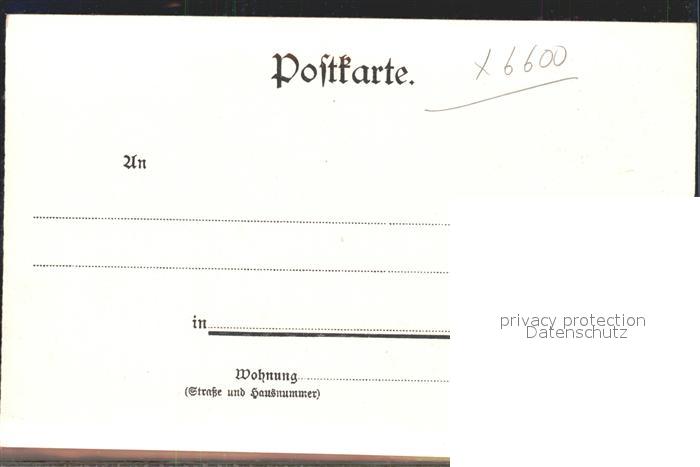 Postkarte.
x 6600
An
in
privacy protection
Datenschutz
Wohnung
(Straße und Hausnummer)